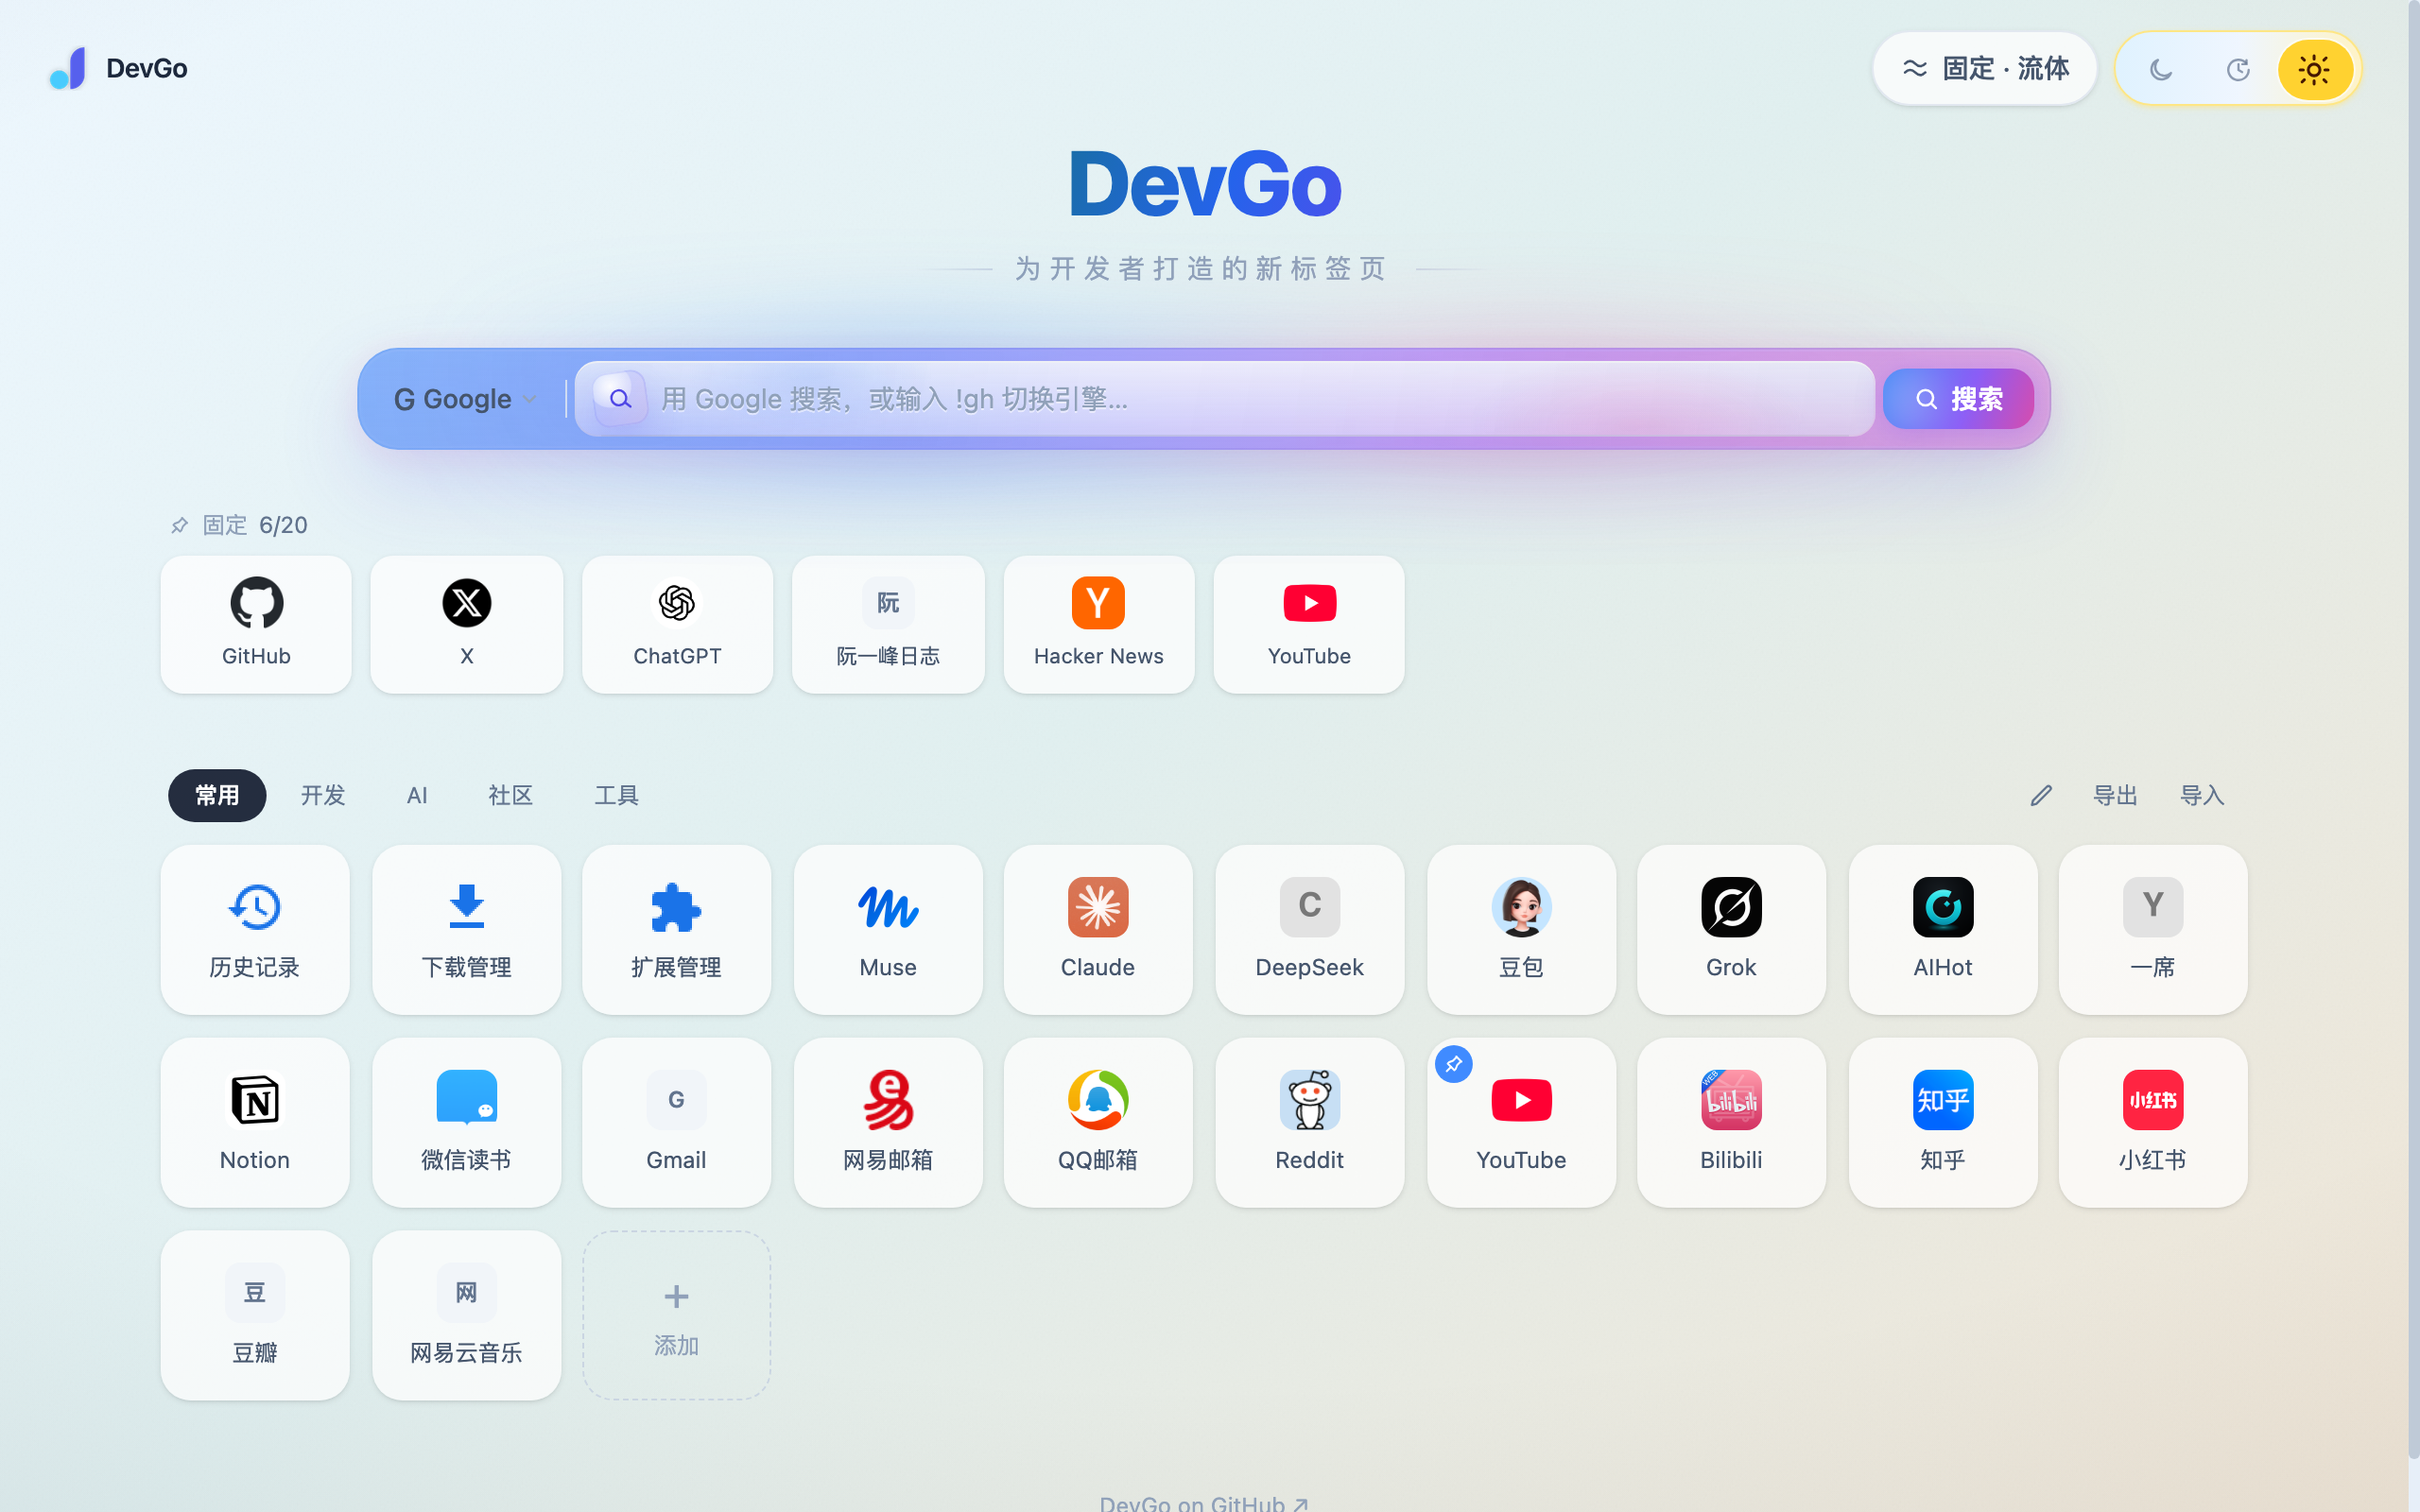 DevGo
固定 · 流体
DevGo
为开发者打造的新标签页
G Google
用 Google 搜索，或输入 !gh 切换引擎...
搜索
固定 6/20
阮
Y
GitHub
X
ChatGPT
阮一峰日志
Hacker News
YouTube
常用
开发
AI
社区
工具
导出
导入
C
Y
历史记录
下载管理
扩展管理
Muse
Claude
DeepSeek
豆包
Grok
AIHot
一席
N
G
易
WEB
bilibili
知乎
小红书
Notion
微信读书
Gmail
网易邮箱
QQ邮箱
Reddit
YouTube
Bilibili
知乎
小红书
豆
网
豆瓣
网易云音乐
添加
DevGo on GitHub ↗